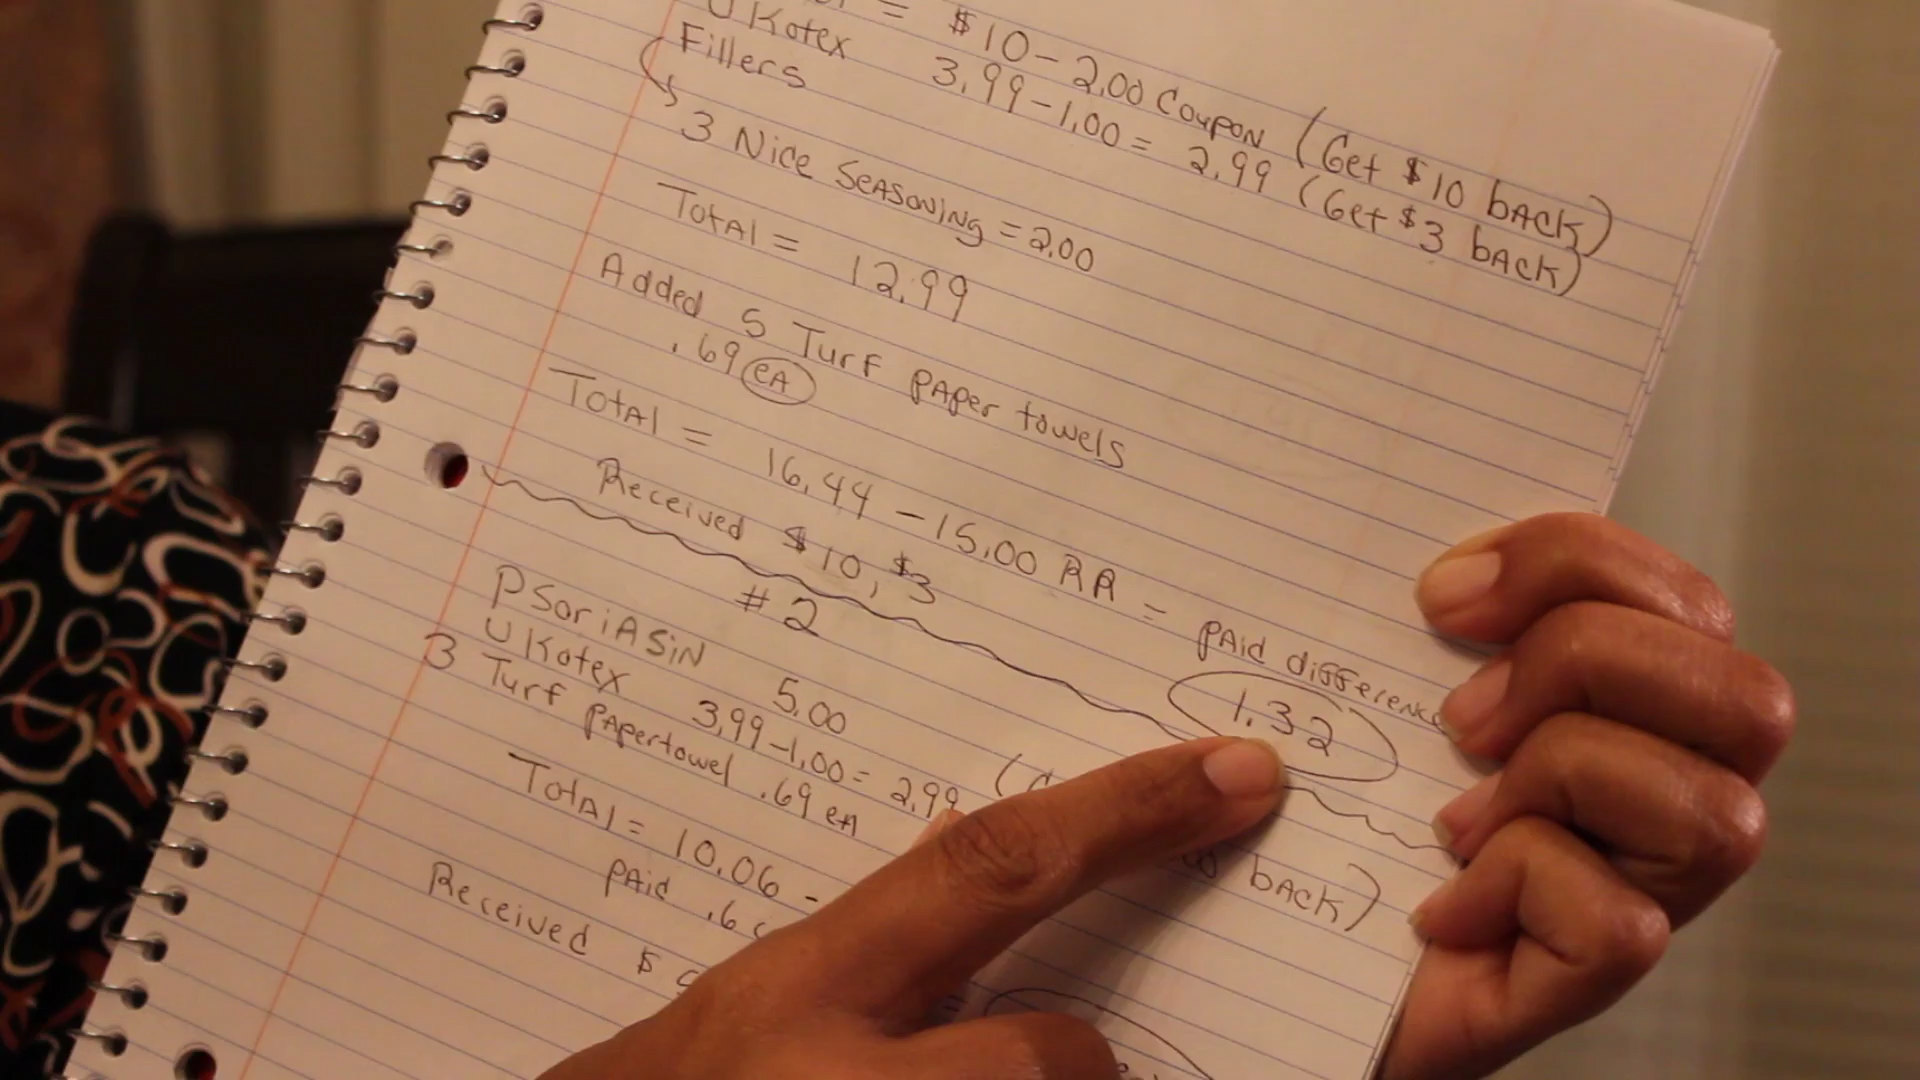 = $10 - 2.00 Coupon (Get $10 back)
U Kotex 3.99 - 1.00 = 2.99 (Get $3 back)
Fillers
3 Nice Seasoning = 2.00
Total = 12.99
Added 5 Turf paper towels
.69 ea
Total = 16.44 - 15.00 RR = paid difference
1.32
Received $10, $3
#2
Psoriasin 5.00
U Kotex 3.99 - 1.00 = 2.99
3 Turf papertowel .69 ea
back)
Total = 10.06 -
paid .6
Received $